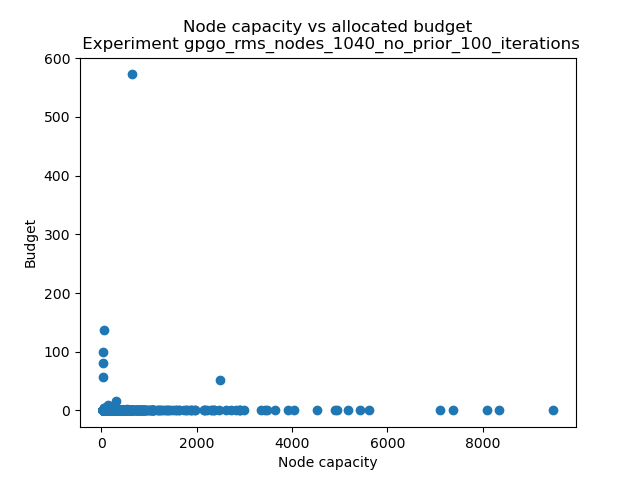 Node capacity vs allocated budget
Experiment gpgo_rms_nodes_1040_no_prior_100_iterations
600
500
400
300
200
100
0
Budget
0 2000 4000 6000 8000
Node capacity